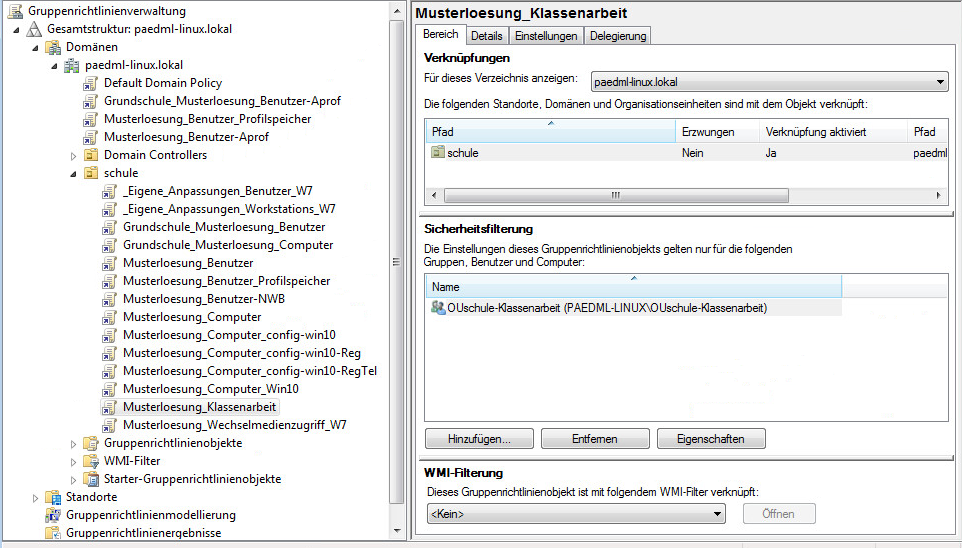 Gruppenrichtlinienverwaltung
Gesamtstruktur: paedml-linux.lokal
Domänen
paedml-linux.lokal
Default Domain Policy
Grundschule_Musterloesung_Benutzer-Aprof
Musterloesung_Benutzer_Profilspeicher
Musterloesung_Benutzer-Aprof
Domain Controllers
schule
_Eigene_Anpassungen_Benutzer_W7
_Eigene_Anpassungen_Workstations_W7
Grundschule_Musterloesung_Benutzer
Grundschule_Musterloesung_Computer
Musterloesung_Benutzer
Musterloesung_Benutzer_Profilspeicher
Musterloesung_Benutzer-NWB
Musterloesung_Computer
Musterloesung_Computer_config-win10
Musterloesung_Computer_config-win10-Reg
Musterloesung_Computer_config-win10-RegTel
Musterloesung_Computer_Win10
Musterloesung_Klassenarbeit
Musterloesung_Wechselmedienzugriff_W7
Gruppenrichtlinienobjekte
WMI-Filter
Starter-Gruppenrichtlinienobjekte
Standorte
Gruppenrichtlinienmodellierung
Gruppenrichtlinienergebnisse
Musterloesung_Klassenarbeit
Bereich Details Einstellungen Delegierung
Verknüpfungen
Für dieses Verzeichnis anzeigen: paedml-linux.lokal
Die folgenden Standorte, Domänen und Organisationseinheiten sind mit dem Objekt verknüpft:
Pfad Erzwungen Verknüpfung aktiviert Pfad
schule Nein Ja paedml
Sicherheitsfilterung
Die Einstellungen dieses Gruppenrichtlinienobjekts gelten nur für die folgenden
Gruppen, Benutzer und Computer:
Name
OUschule-Klassenarbeit (PAEDML-LINUX\OUschule-Klassenarbeit)
Hinzufügen... Entfernen Eigenschaften
WMI-Filterung
Dieses Gruppenrichtlinienobjekt ist mit folgendem WMI-Filter verknüpft:
<Kein> Öffnen